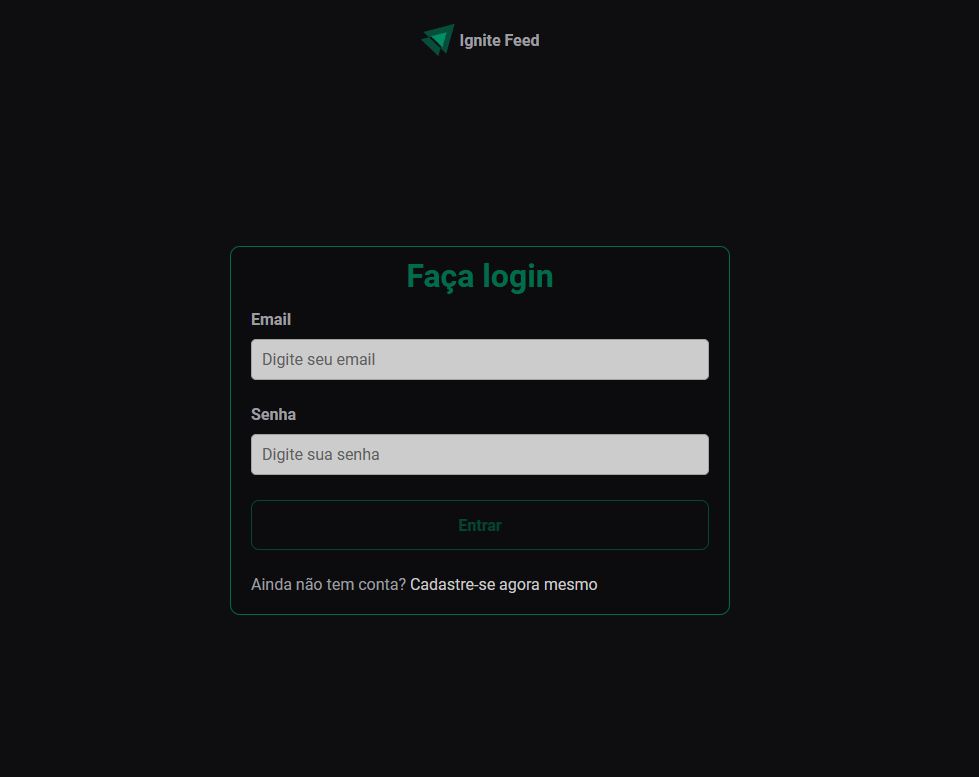 Ignite Feed
Faça login
Email
Digite seu email
Senha
Digite sua senha
Entrar
Ainda não tem conta? Cadastre-se agora mesmo